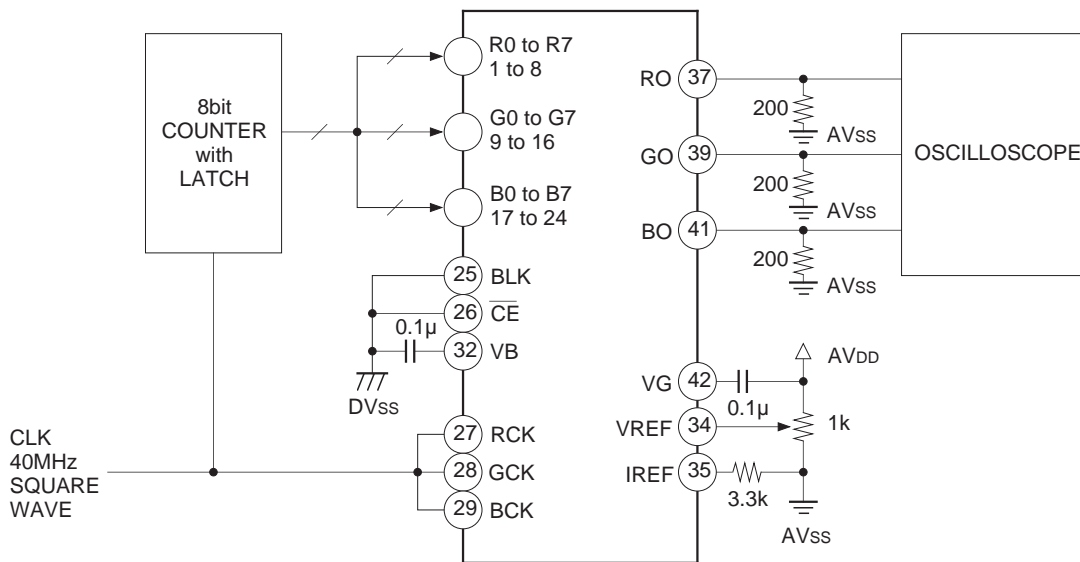 8bit
COUNTER
with
LATCH
R0 to R7
1 to 8
G0 to G7
9 to 16
B0 to B7
17 to 24
25 BLK
26 CE
0.1µ
32 VB
DVSS
27 RCK
28 GCK
29 BCK
CLK
40MHz
SQUARE
WAVE
RO 37
200
AVSS
GO 39
200
AVSS
BO 41
200
AVSS
OSCILLOSCOPE
AVDD
VG 42
0.1µ
1k
VREF 34
IREF 35
3.3k
AVSS